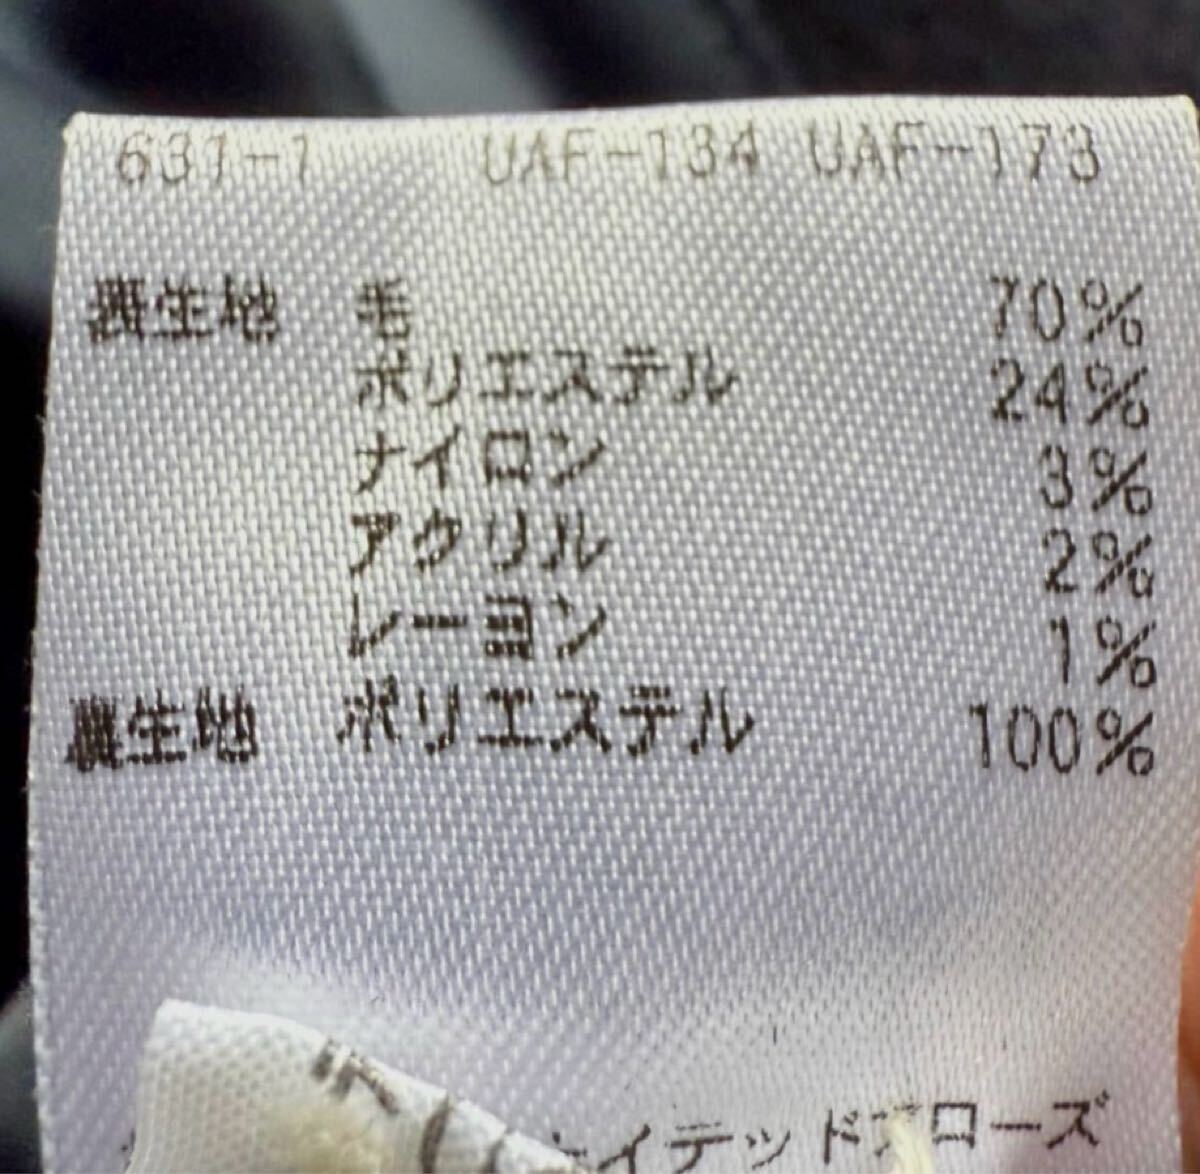 631-1 UAF-134 UAF-173
表生地 毛 70%
ポリエステル 24%
ナイロン 3%
アクリル 2%
レーヨン 1%
裏生地 ポリエステル 100%
ナイテッドアローズ